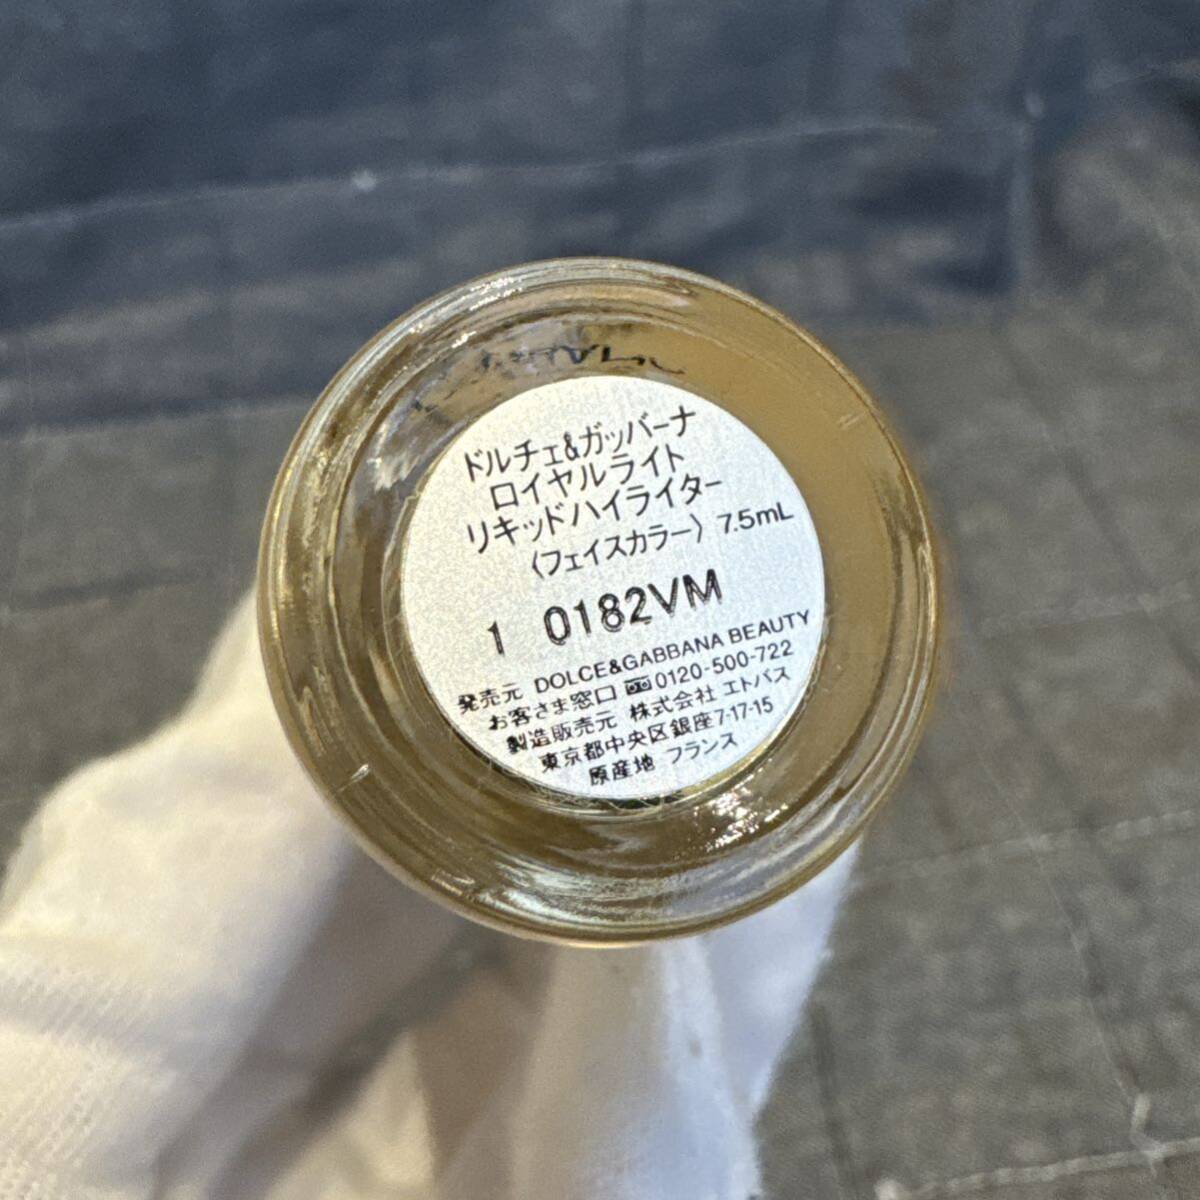 ドルチェ&ガッバーナ
ロイヤルライト
リキッドハイライター
〈フェイスカラー〉 7.5mL
1 0182VM
発売元 DOLCE&GABBANA BEAUTY
お客さま窓口 0120-500-722
製造販売元 株式会社 エトバス
東京都中央区銀座7-17-15
原産地 フランス